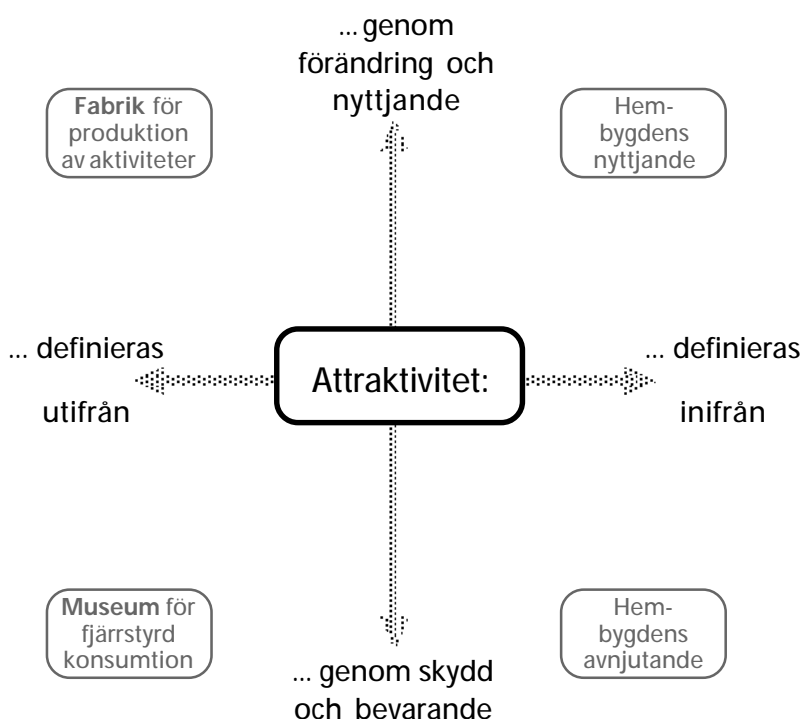 ... genom
förändring och
nyttjande
Fabrik för
produktion
av aktiviteter
Hem-
bygdens
nyttjande
... definieras
utifrån
Attraktivitet:
... definieras
inifrån
Museum för
fjärrstyrd
konsumtion
Hem-
bygdens
avnjutande
... genom skydd
och bevarande